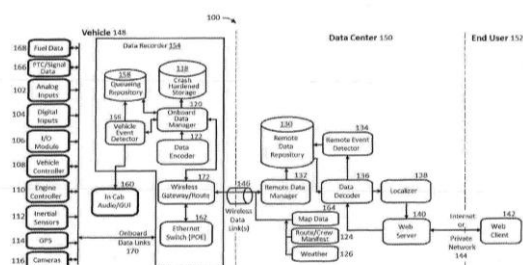 100
Vehicle 148
Data Center 150
End User 152
Data Recorder 154
168
Fuel Data
166
PTC/Signal
Data
102
Analog
Inputs
104
Digital
Inputs
106
I/O
Module
108
Vehicle
Controller
110
Engine
Controller
112
Inertial
Sensors
114
GPS
116
Cameras
158
Queueing
Repository
118
Crash
Hardened
Storage
120
Onboard
Data
Manager
156
Vehicle
Event
Detector
122
Data
Encoder
160
In Cab
Audio/GUI
172
Wireless
Gateway/Route
162
Ethernet
Switch [POE]
Onboard
Data Links
170
146
Wireless
Data
Link(s)
130
Remote
Data
Repository
134
Remote Event
Detector
132
Remote Data
Manager
136
Data
Decoder
138
Localizer
164
Map Data
Route/Crew
Manifest
124
Weather
126
140
Web
Server
Internet
or
Private
Network
144
142
Web
Client